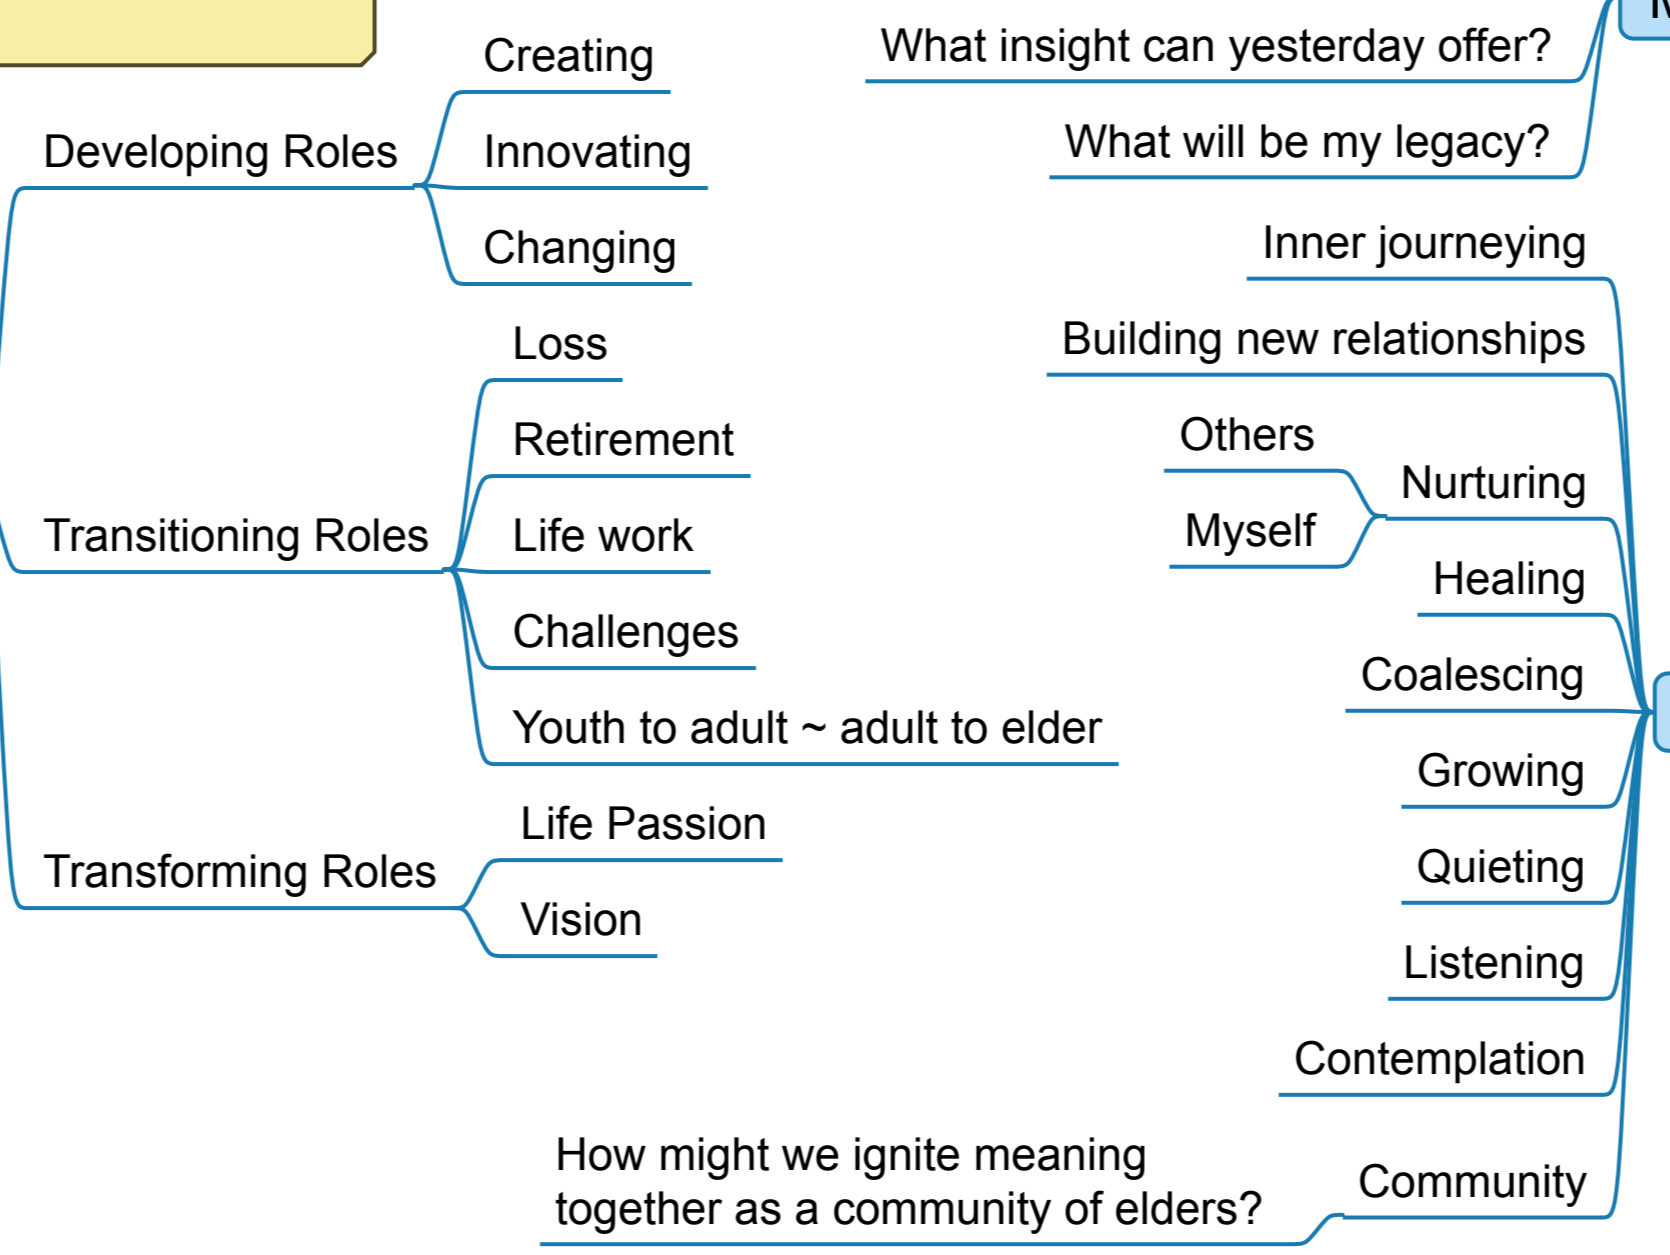 Developing Roles
Creating
Innovating
Changing
Transitioning Roles
Loss
Retirement
Life work
Challenges
Youth to adult ~ adult to elder
Transforming Roles
Life Passion
Vision
What insight can yesterday offer?
What will be my legacy?
Inner journeying
Building new relationships
Nurturing
Others
Myself
Healing
Coalescing
Growing
Quieting
Listening
Contemplation
Community
How might we ignite meaning
together as a community of elders?